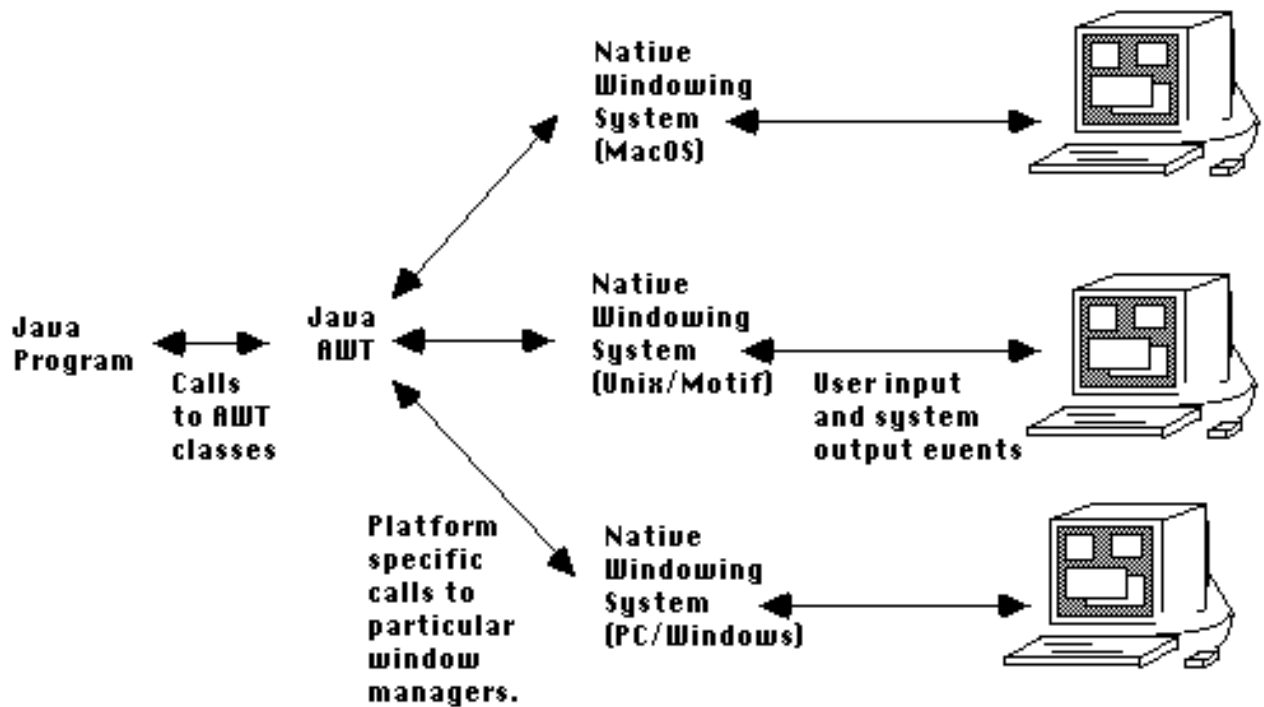 Native
Windowing
System
(MacOS)
Java
Program
Calls
to AWT
classes
Java
AWT
Native
Windowing
System
(Unix/Motif)
User input
and system
output events
Platform
specific
calls to
particular
window
managers.
Native
Windowing
System
(PC/Windows)